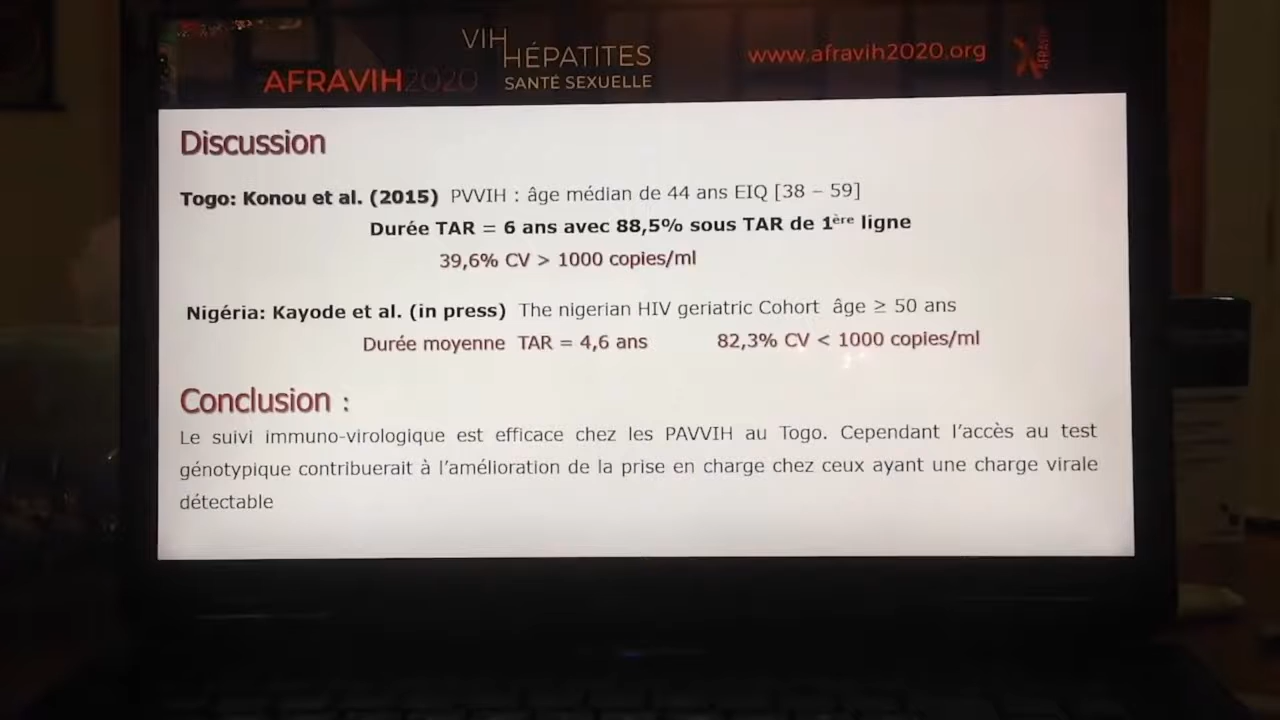 VIH
HÉPATITES
SANTÉ SEXUELLE
AFRAVIH2020
www.afravih2020.org
AFRAVIH
Discussion
Togo: Konou et al. (2015) PVVIH : âge médian de 44 ans EIQ [38 – 59]
Durée TAR = 6 ans avec 88,5% sous TAR de 1ère ligne
39,6% CV > 1000 copies/ml
Nigéria: Kayode et al. (in press) The nigerian HIV geriatric Cohort âge ≥ 50 ans
Durée moyenne TAR = 4,6 ans 82,3% CV < 1000 copies/ml
Conclusion :
Le suivi immuno-virologique est efficace chez les PAVVIH au Togo. Cependant l'accès au test
génotypique contribuerait à l'amélioration de la prise en charge chez ceux ayant une charge virale
détectable